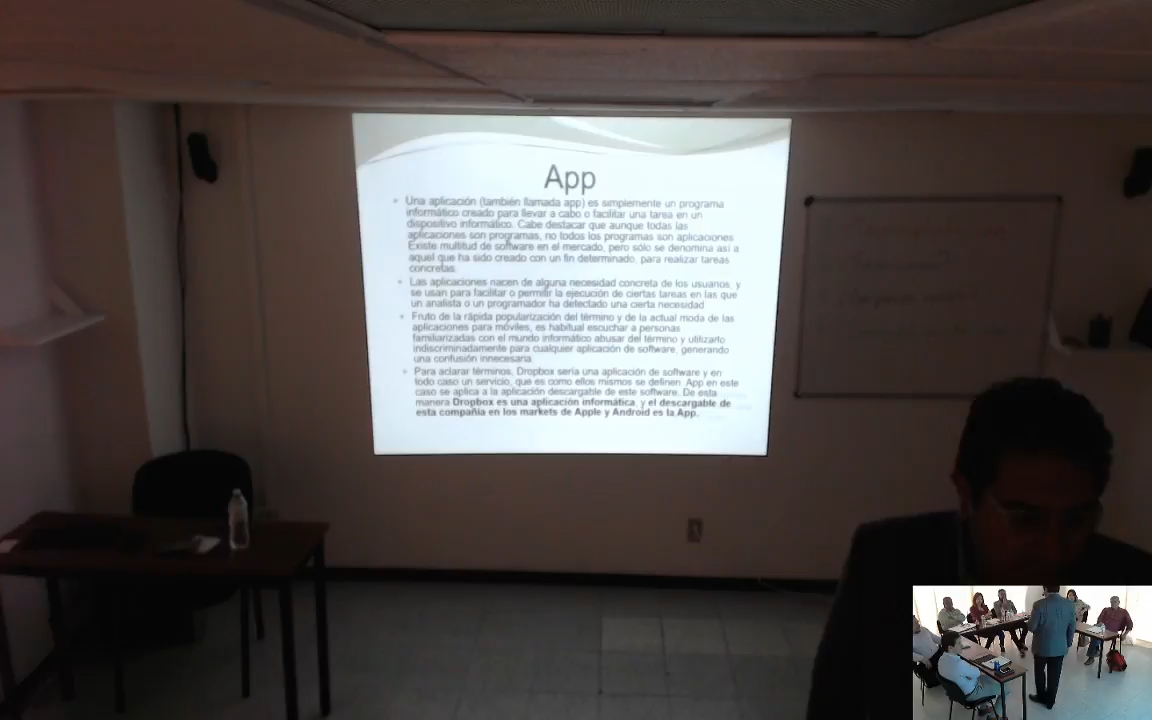 App
Una aplicación (también llamada app) es simplemente un programa
informático creado para llevar a cabo o facilitar una tarea en un
dispositivo informático. Cabe destacar que aunque todas las
aplicaciones son programas, no todos los programas son aplicaciones.
Existe multitud de software en el mercado, pero sólo se denomina así a
aquel que ha sido creado con un fin determinado, para realizar tareas
concretas.
Las aplicaciones nacen de alguna necesidad concreta de los usuarios, y
se usan para facilitar o permitir la ejecución de ciertas tareas en las que
un analista o un programador ha detectado una cierta necesidad.
Fruto de la rápida popularización del término y de la actual moda de las
aplicaciones para móviles, es habitual escuchar a personas
familiarizadas con el mundo informático abusar del término y utilizarlo
indiscriminadamente para cualquier aplicación de software, generando
una confusión innecesaria.
Para aclarar términos, Dropbox sería una aplicación de software y en
todo caso un servicio, que es como ellos mismos se definen. App en este
caso se aplica a la aplicación descargable de este software. De esta
manera Dropbox es una aplicación informática, y el descargable de
esta compañía en los markets de Apple y Android es la App.